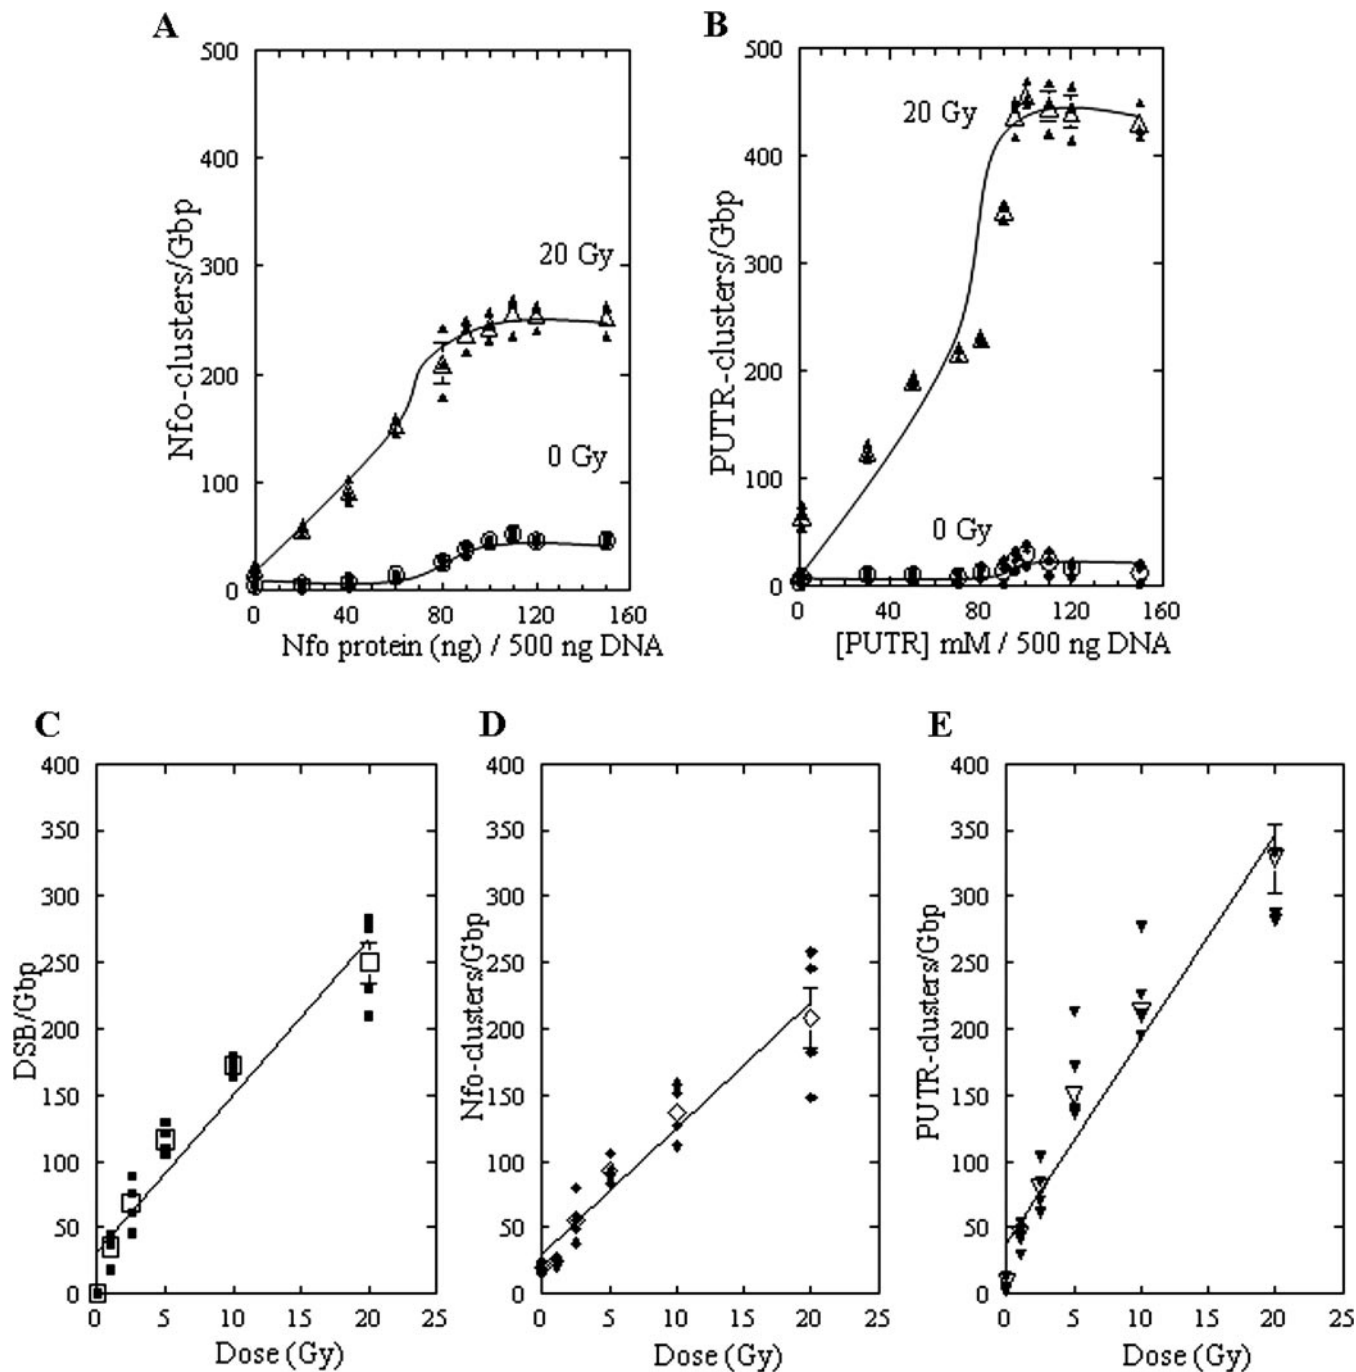 A
B
500
400
300
200
100
0
Nfo-clusters/Gbp
20 Gy
0 Gy
0 40 80 120 160
Nfo protein (ng) / 500 ng DNA
500
400
300
200
100
0
PUTR-clusters/Gbp
20 Gy
0 Gy
0 40 80 120 160
[PUTR] mM / 500 ng DNA
C
D
E
400
350
300
250
200
150
100
50
0
DSB/Gbp
0 5 10 15 20 25
Dose (Gy)
400
350
300
250
200
150
100
50
0
Nfo-clusters/Gbp
0 5 10 15 20 25
Dose (Gy)
400
350
300
250
200
150
100
50
0
PUTR-clusters/Gbp
0 5 10 15 20 25
Dose (Gy)